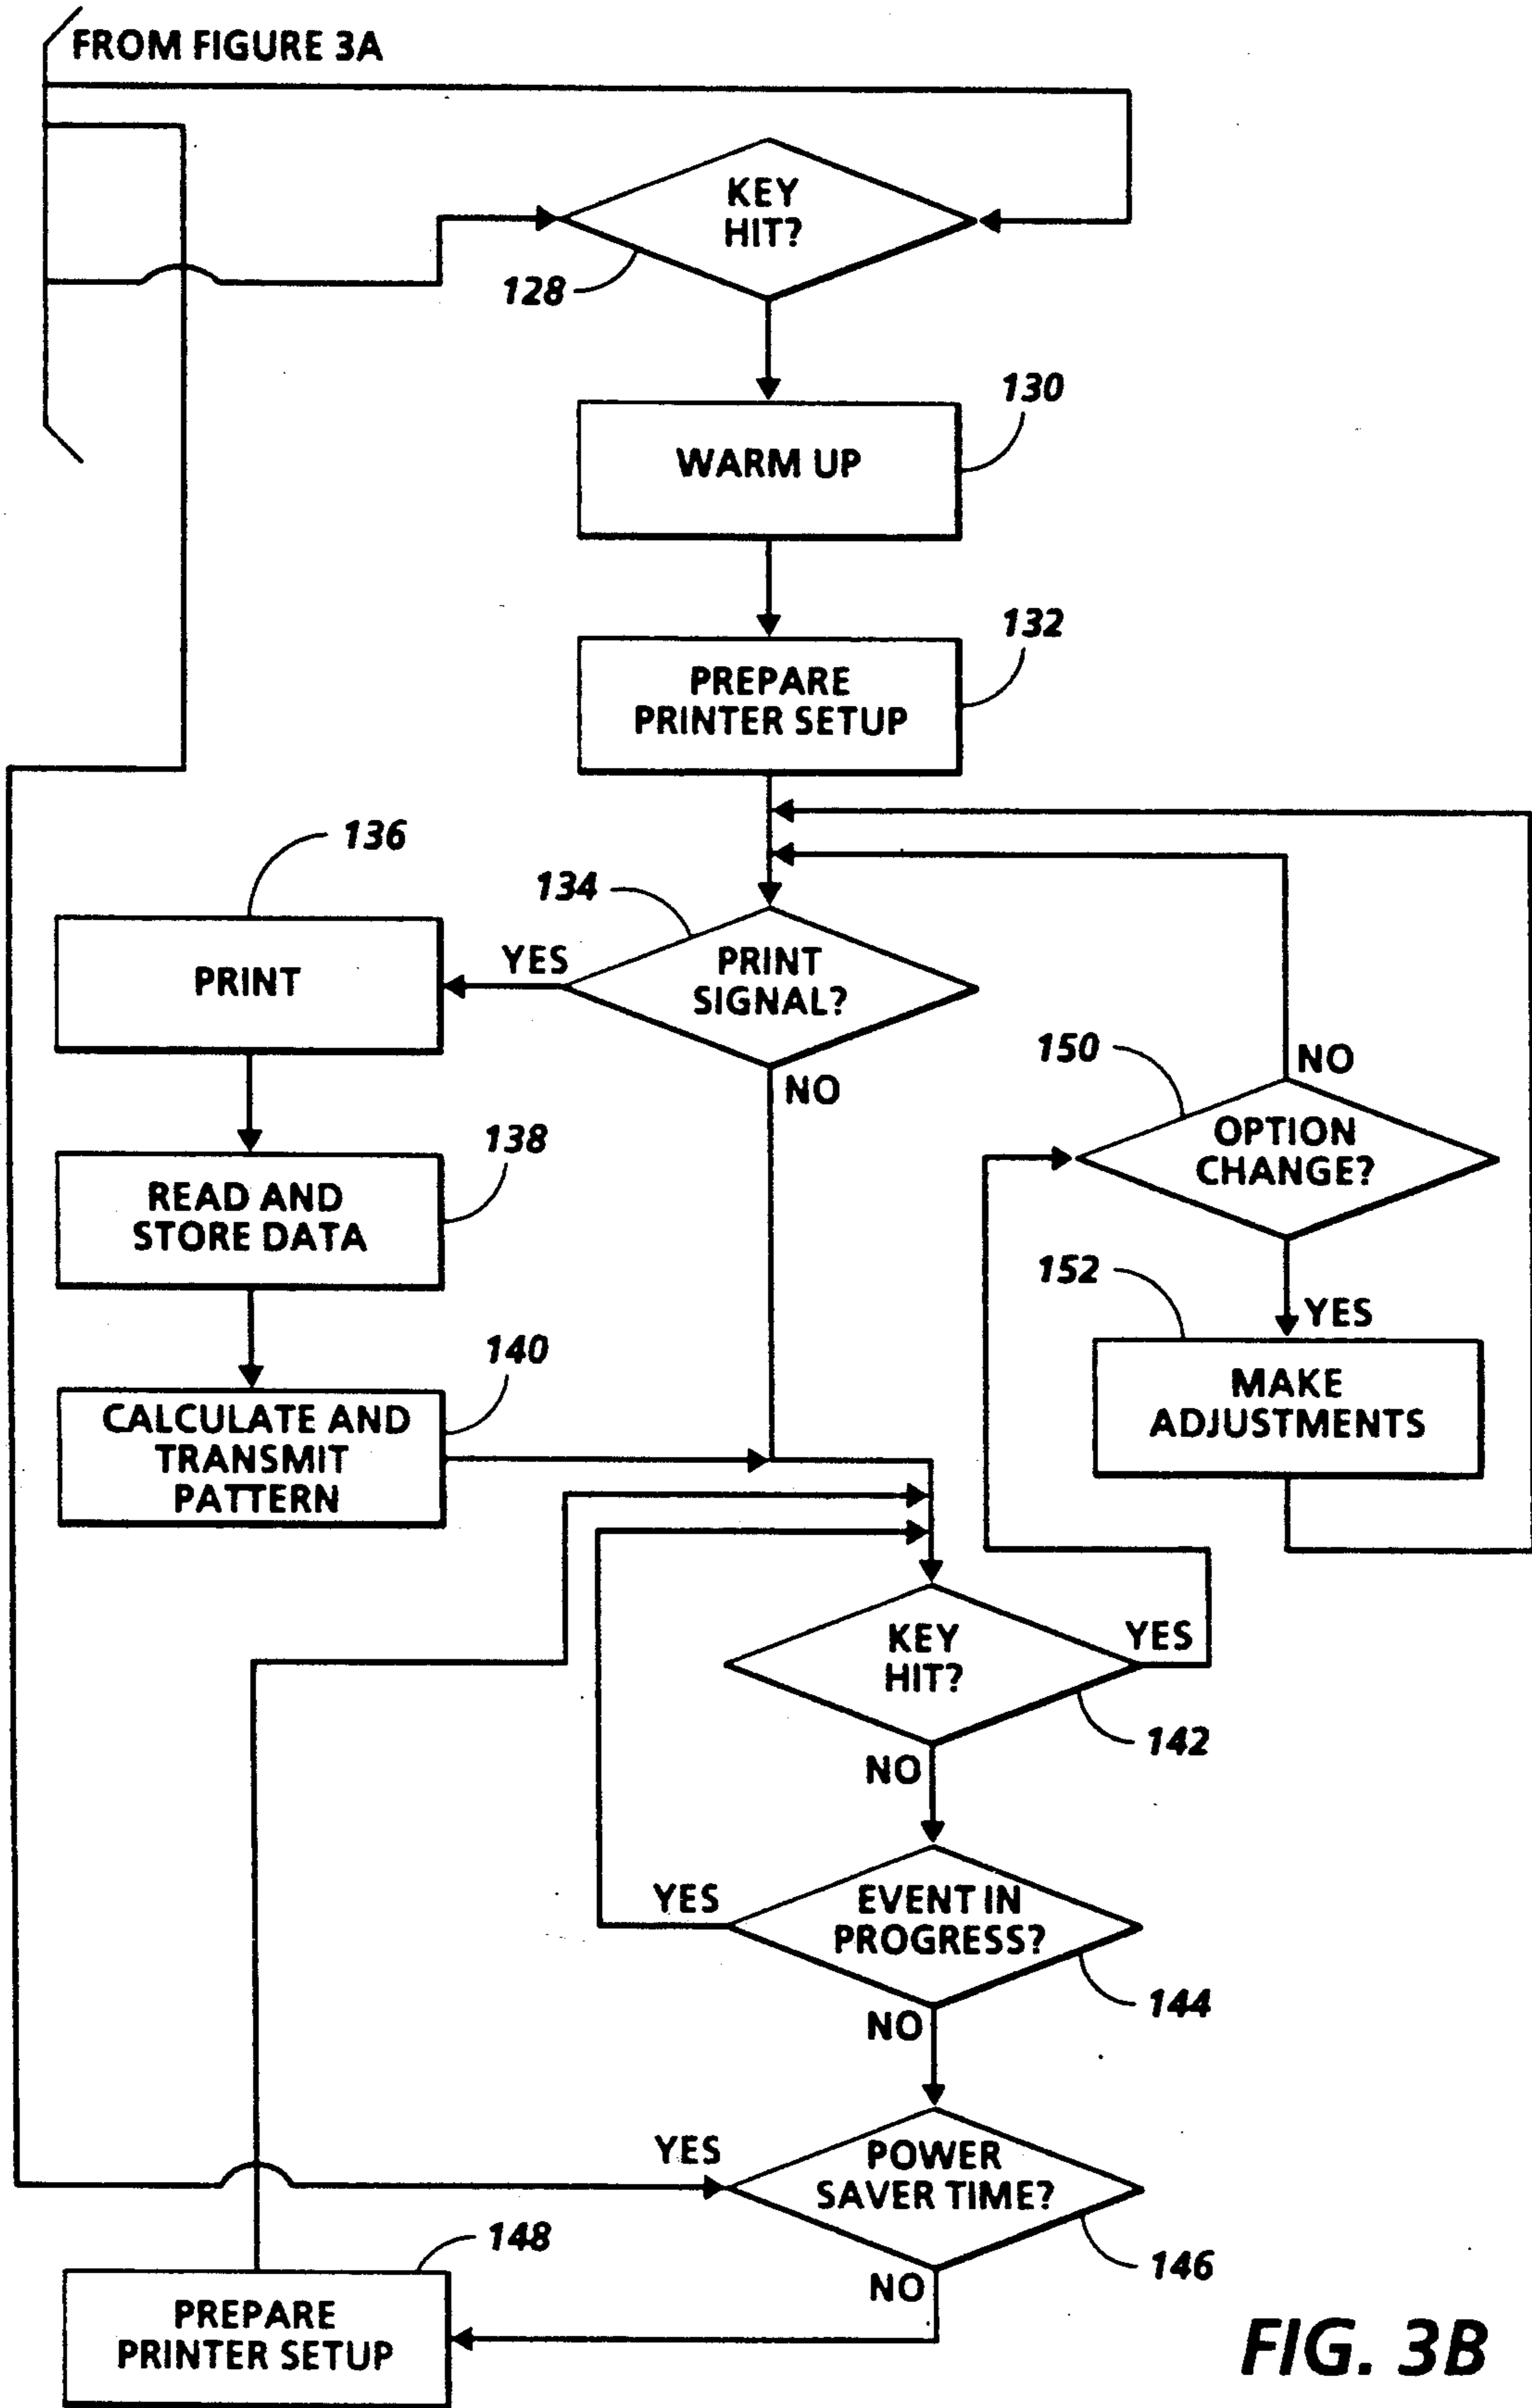 FROM FIGURE 3A
KEY
HIT?
128
130
WARM UP
132
PREPARE
PRINTER SETUP
136
134
PRINT
YES
PRINT
SIGNAL?
NO
150
NO
OPTION
CHANGE?
138
READ AND
STORE DATA
152
YES
MAKE
ADJUSTMENTS
140
CALCULATE AND
TRANSMIT
PATTERN
KEY
HIT?
YES
142
NO
YES
EVENT IN
PROGRESS?
144
NO
YES
POWER
SAVER TIME?
146
NO
148
PREPARE
PRINTER SETUP
FIG. 3B